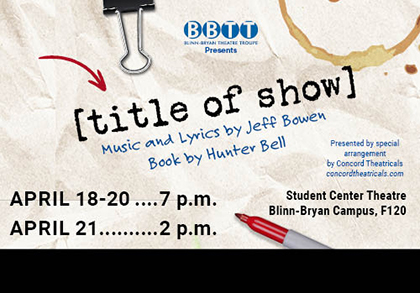 BBTT
BLINN-BRYAN THEATRE TROUPE
Presents
[title of show]
Music and Lyrics by Jeff Bowen
Book by Hunter Bell
Presented by special
arrangement
by Concord Theatricals
concordtheatricals.com
APRIL 18-20 ....7 p.m.
APRIL 21..........2 p.m.
Student Center Theatre
Blinn-Bryan Campus, F120